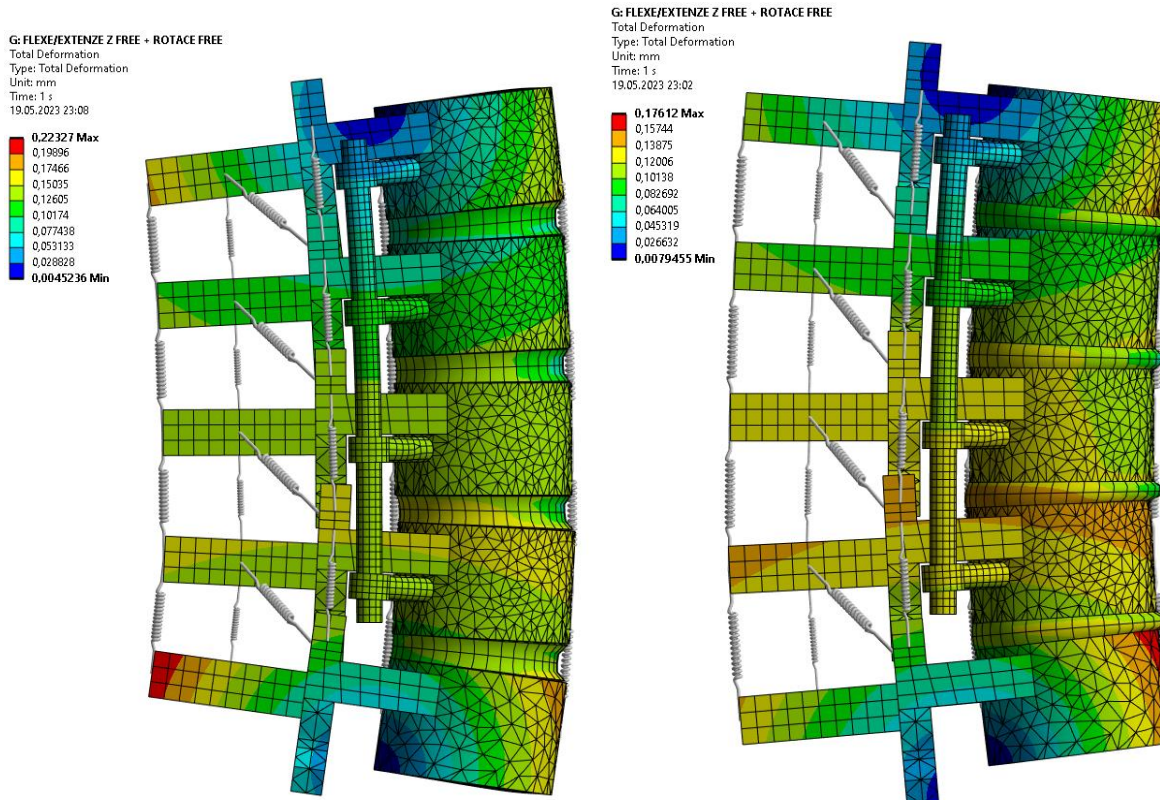 G: FLEXE/EXTENZE Z FREE + ROTACE FREE
Total Deformation
Type: Total Deformation
Unit: mm
Time: 1 s
19.05.2023 23:08
0,22327 Max
0,19896
0,17466
0,15035
0,12605
0,10174
0,077438
0,053133
0,028828
0,0045236 Min
G: FLEXE/EXTENZE Z FREE + ROTACE FREE
Total Deformation
Type: Total Deformation
Unit: mm
Time: 1 s
19.05.2023 23:02
0,17612 Max
0,15744
0,13875
0,12006
0,10138
0,082692
0,064005
0,045319
0,026632
0,0079455 Min